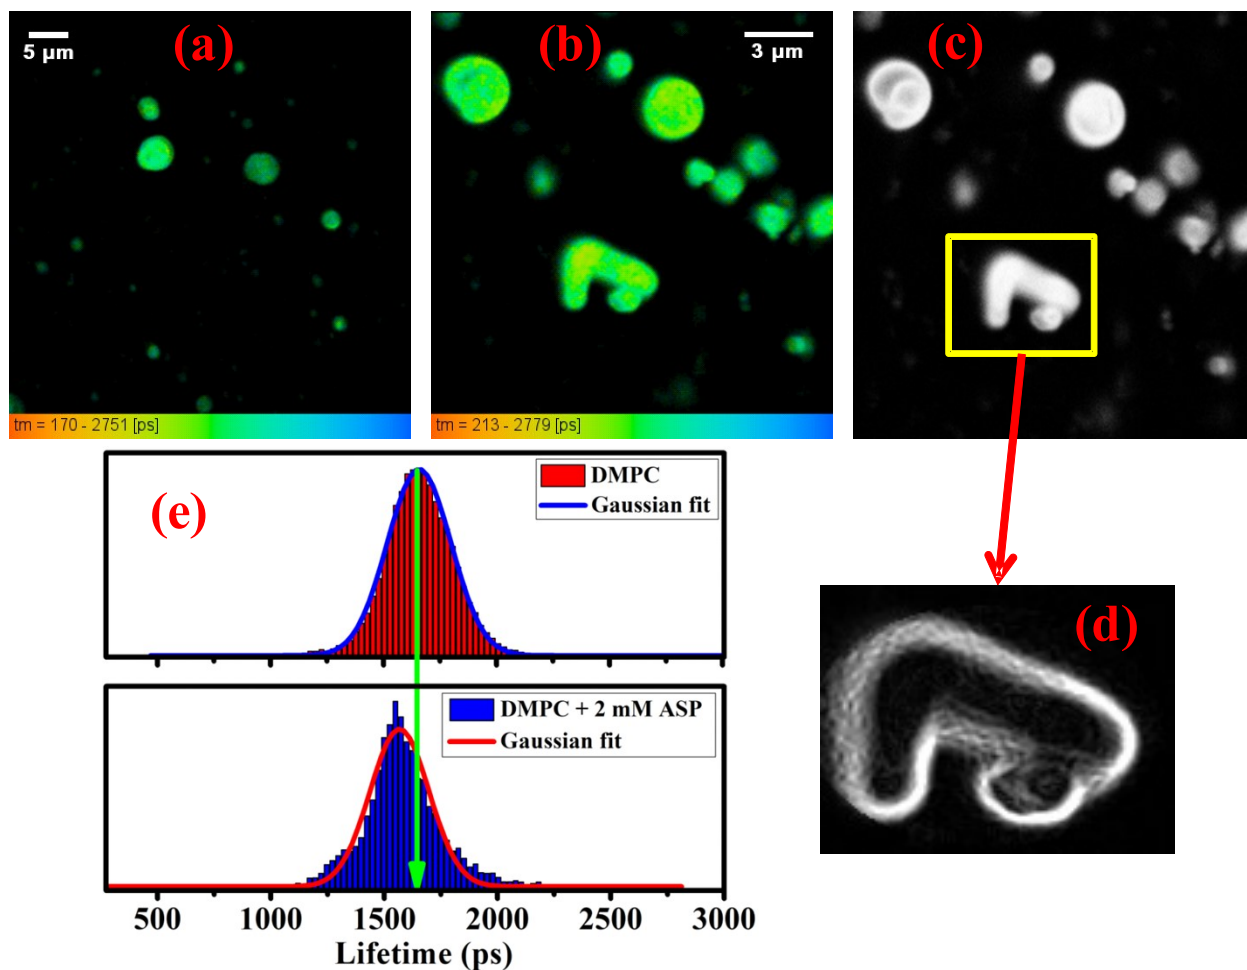 (a)
5 µm
(b)
3 µm
(c)
tm = 170 - 2751 [ps]
tm = 213 - 2779 [ps]
(e)
DMPC
Gaussian fit
(d)
DMPC + 2 mM ASP
Gaussian fit
500 1000 1500 2000 2500 3000
Lifetime (ps)